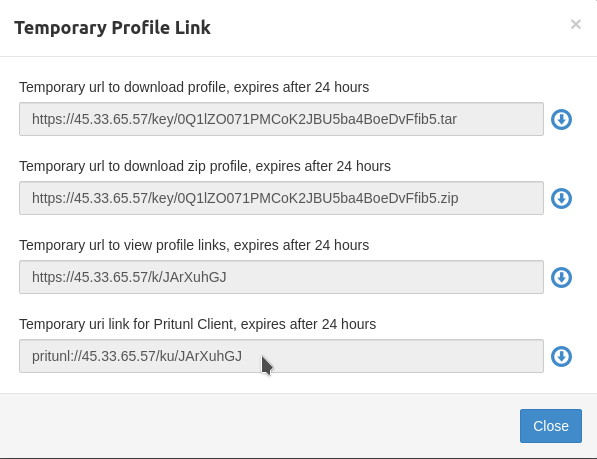 Temporary Profile Link
×
Temporary url to download profile, expires after 24 hours
https://45.33.65.57/key/0Q1lZO071PMCoK2JBU5ba4BoeDvFfib5.tar
Temporary url to download zip profile, expires after 24 hours
https://45.33.65.57/key/0Q1lZO071PMCoK2JBU5ba4BoeDvFfib5.zip
Temporary url to view profile links, expires after 24 hours
https://45.33.65.57/k/JArXuhGJ
Temporary uri link for Pritunl Client, expires after 24 hours
pritunl://45.33.65.57/ku/JArXuhGJ
Close